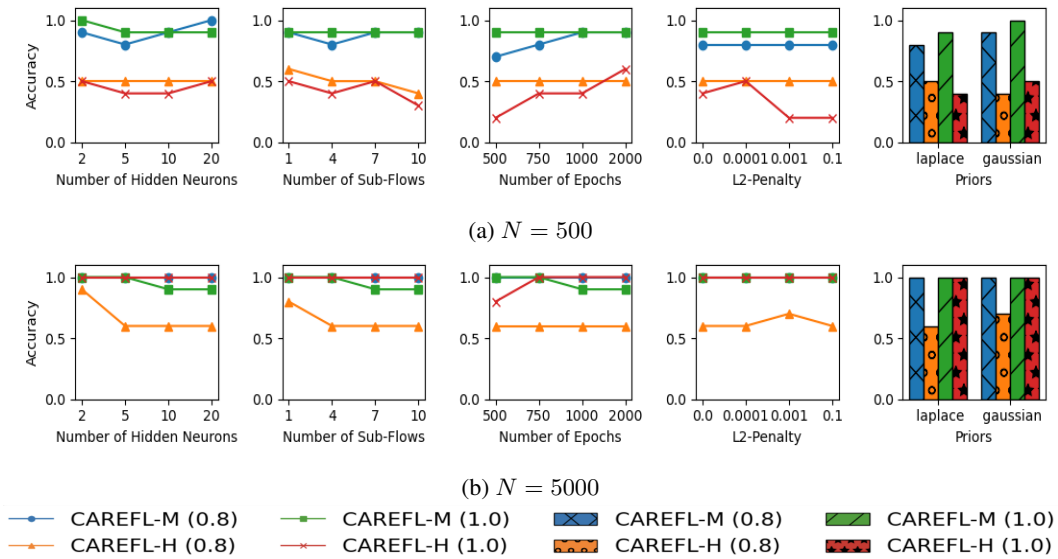 1.0
0.5
0.0
Accuracy
2 5 10 20
Number of Hidden Neurons
1.0
0.5
0.0
1 4 7 10
Number of Sub-Flows
1.0
0.5
0.0
500 750 1000 2000
Number of Epochs
1.0
0.5
0.0
0.0 0.0001 0.001 0.1
L2-Penalty
1.0
0.5
0.0
laplace gaussian
Priors
(a) N = 500
1.0
0.5
0.0
Accuracy
2 5 10 20
Number of Hidden Neurons
1.0
0.5
0.0
1 4 7 10
Number of Sub-Flows
1.0
0.5
0.0
500 750 1000 2000
Number of Epochs
1.0
0.5
0.0
0.0 0.0001 0.001 0.1
L2-Penalty
1.0
0.5
0.0
laplace gaussian
Priors
(b) N = 5000
CAREFL-M (0.8) CAREFL-M (1.0) CAREFL-M (0.8) CAREFL-M (1.0)
CAREFL-H (0.8) CAREFL-H (1.0) CAREFL-H (0.8) CAREFL-H (1.0)